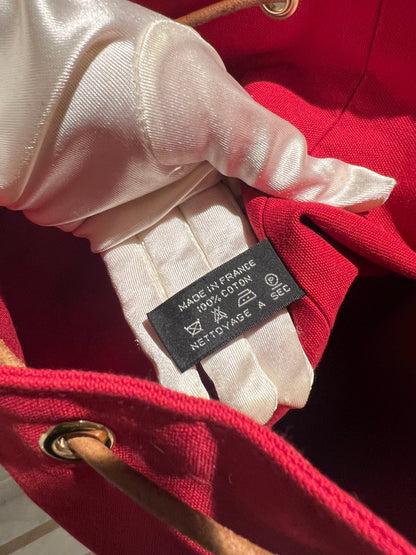 MADE IN FRANCE
100% COTON
P
NETTOYAGE A SEC